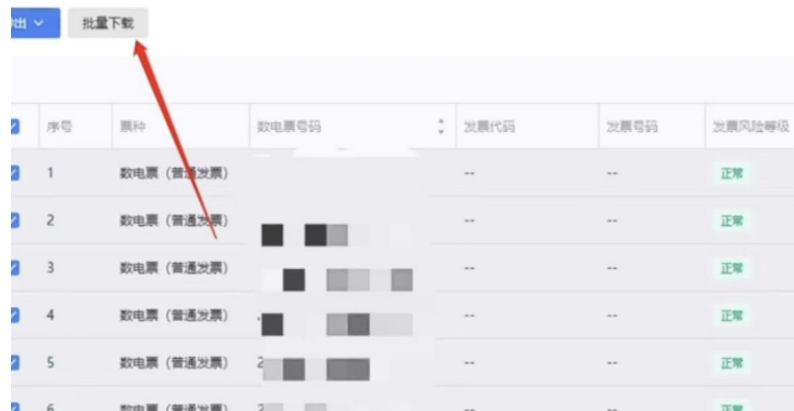 出 批量下载
序号 票种 数电票号码 发票代码 发票号码 发票风险等级
1 数电票（普通发票） -- -- 正常
2 数电票（普通发票） -- -- 正常
3 数电票（普通发票） -- -- 正常
4 数电票（普通发票） -- -- 正常
5 数电票（普通发票） 2 -- -- 正常
6 数电票（普通发票） 2 -- -- 正常